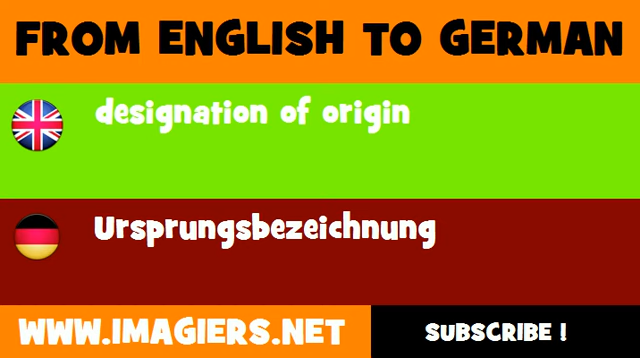 FROM ENGLISH TO GERMAN
designation of origin
Ursprungsbezeichnung
WWW.IMAGIERS.NET
SUBSCRIBE !